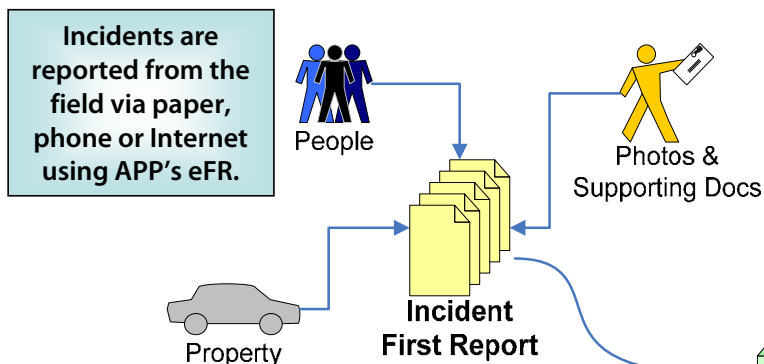 Incidents are
reported from the
field via paper,
phone or Internet
using APP's eFR.
People
Photos &
Supporting Docs
Incident
First Report
Property